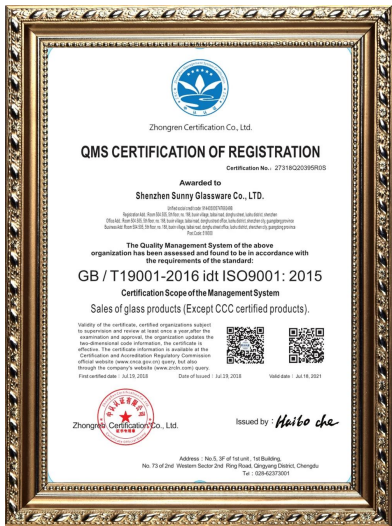 Zhongren Certification Co., Ltd.
QMS CERTIFICATION OF REGISTRATION
Certification No.: 27318Q20395R0S
Awarded to
Shenzhen Sunny Glassware Co., LTD.
The Quality Management System of the above
organization has been assessed and found to be in accordance with
the requirements of the standard:
GB / T19001-2016 idt ISO9001: 2015
Certification Scope of the Management System
Sales of glass products (Except CCC certified products).
Validity of the certificate, certified organizations subject
to supervision and review at least once a year,after the
examination and approval, the organization updates the
two-dimensional code information, the certificate is
effective. The certificate information is available at the
Certification and Accreditation Regulatory Commission
official website (www.cnca.gov.cn) query, but also
through the company's website (www.zrcln.com) query.
First certified date : Jul.19, 2018 Date of Issued : Jul.19, 2018 Valid date : Jul.18, 2021
Zhongren Certification Co., Ltd.
Issued by : Haibo che
Address : No.5, 3F of 1st unit , 1st Building,
No. 73 of 2nd Western Sector 2nd Ring Road, Qingyang District, Chengdu
Tel : 028-62373001